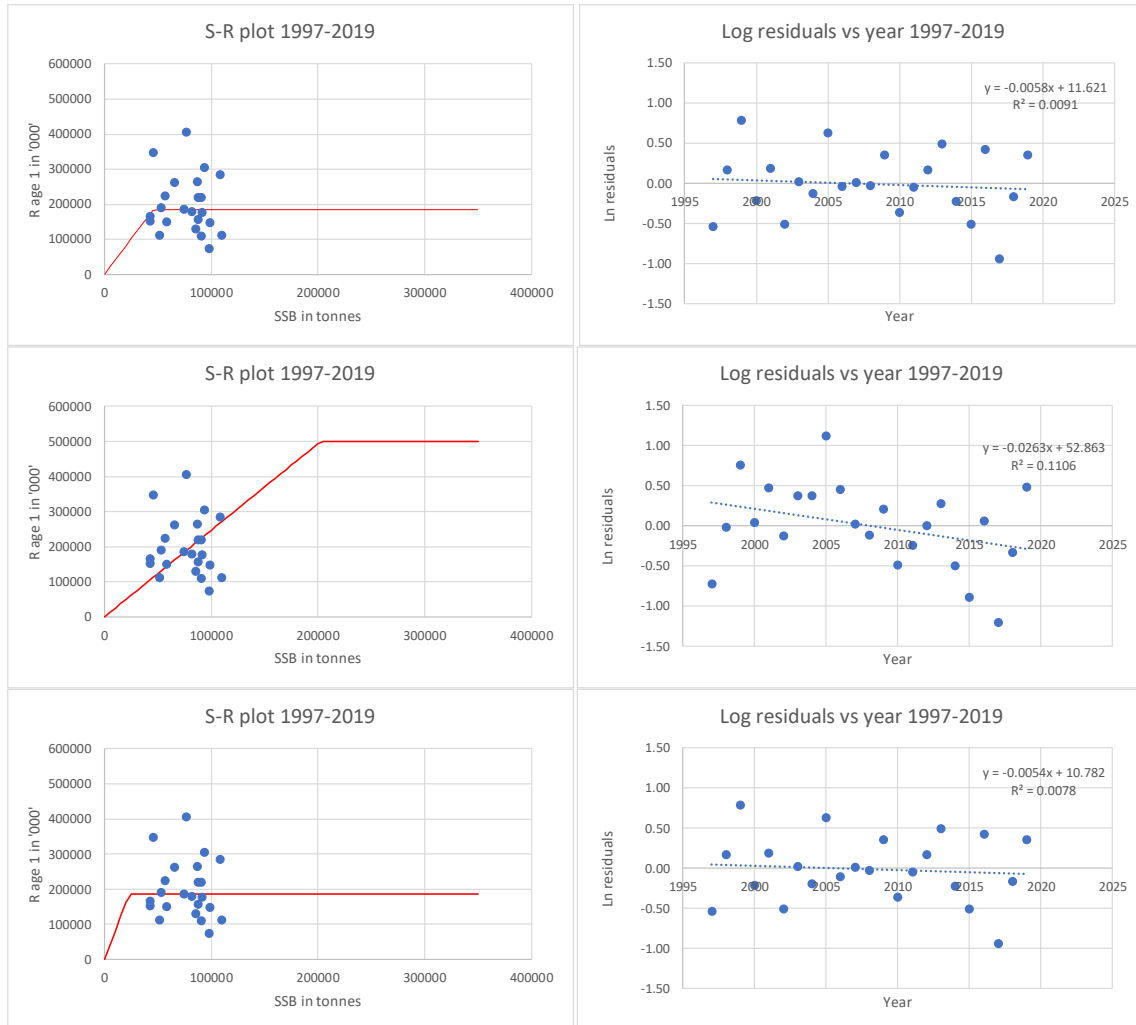 S-R plot 1997-2019
600000
500000
400000
300000
200000
100000
0
R age 1 in '000'
0 100000 200000 300000 400000
SSB in tonnes
Log residuals vs year 1997-2019
1.50
1.00
0.50
0.00
-0.50
-1.00
-1.50
Ln residuals
y = -0.0058x + 11.621
R² = 0.0091
1995 2000 2005 2010 2015 2020 2025
Year
S-R plot 1997-2019
600000
500000
400000
300000
200000
100000
0
R age 1 in '000'
0 100000 200000 300000 400000
SSB in tonnes
Log residuals vs year 1997-2019
1.50
1.00
0.50
0.00
-0.50
-1.00
-1.50
Ln residuals
y = -0.0263x + 52.863
R² = 0.1106
1995 2000 2005 2010 2015 2020 2025
Year
S-R plot 1997-2019
600000
500000
400000
300000
200000
100000
0
R age 1 in '000'
0 100000 200000 300000 400000
SSB in tonnes
Log residuals vs year 1997-2019
1.50
1.00
0.50
0.00
-0.50
-1.00
-1.50
Ln residuals
y = -0.0054x + 10.782
R² = 0.0078
1995 2000 2005 2010 2015 2020 2025
Year